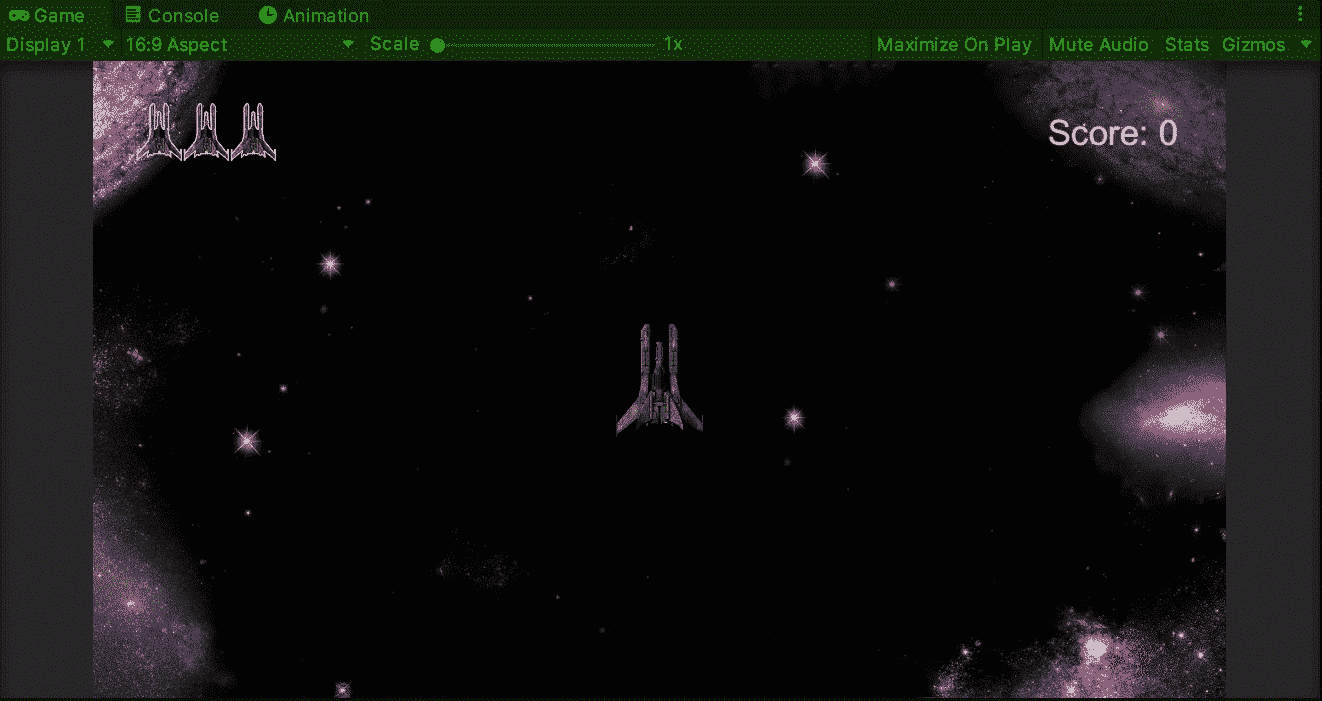 Game Console Animation
Display 1 16:9 Aspect Scale 1x Maximize On Play Mute Audio Stats Gizmos
Score: 0